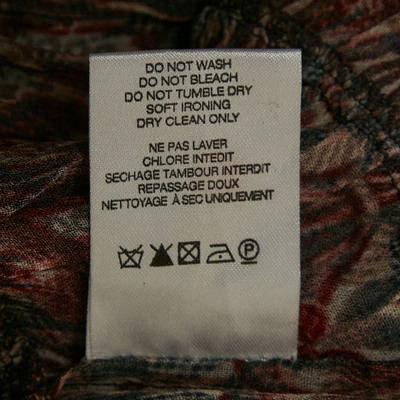 DO NOT WASH
DO NOT BLEACH
DO NOT TUMBLE DRY
SOFT IRONING
DRY CLEAN ONLY
NE PAS LAVER
CHLORE INTEDIT
SECHAGE TAMBOUR INTERDIT
REPASSAGE DOUX
NETTOYAGE À SEC UNIQUEMENT
P